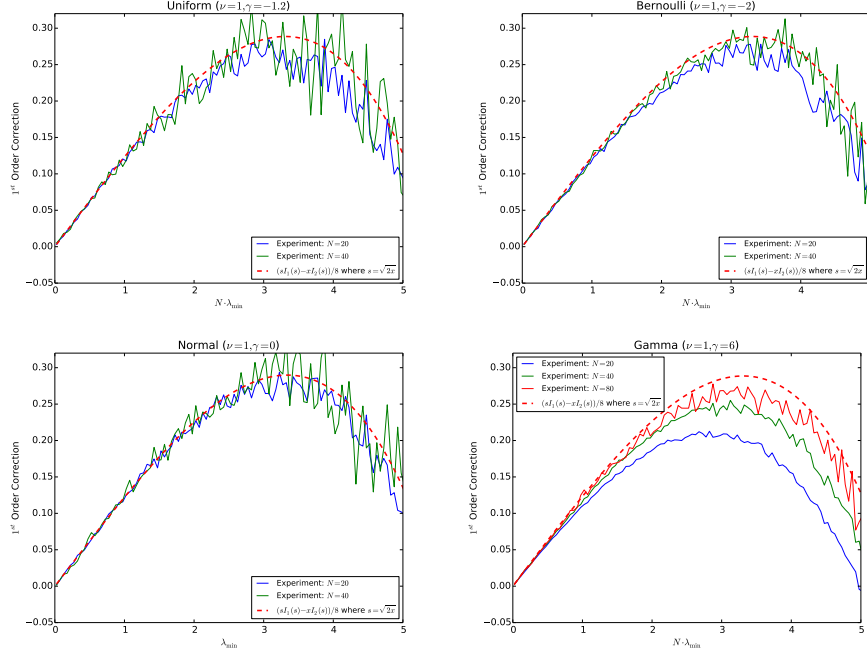 Uniform (ν=1,γ=−1.2)
0.30
0.25
0.20
0.15
0.10
0.05
0.00
−0.05
1st Order Correction
Experiment: N=20
Experiment: N=40
(sI₁(s)−xI₂(s))/8 where s=√2x
0 1 2 3 4 5
N·λmin
Bernoulli (ν=1,γ=−2)
0.30
0.25
0.20
0.15
0.10
0.05
0.00
−0.05
1st Order Correction
Experiment: N=20
Experiment: N=40
(sI₁(s)−xI₂(s))/8 where s=√2x
0 1 2 3 4
N·λmin
Normal (ν=1,γ=0)
0.30
0.25
0.20
0.15
0.10
0.05
0.00
−0.05
1st Order Correction
Experiment: N=20
Experiment: N=40
(sI₁(s)−xI₂(s))/8 where s=√2x
0 1 2 3 4 5
λmin
Gamma (ν=1,γ=6)
0.30
0.25
0.20
0.15
0.10
0.05
0.00
−0.05
1st Order Correction
Experiment: N=20
Experiment: N=40
Experiment: N=80
(sI₁(s)−xI₂(s))/8 where s=√2x
0 1 2 3 4 5
N·λmin